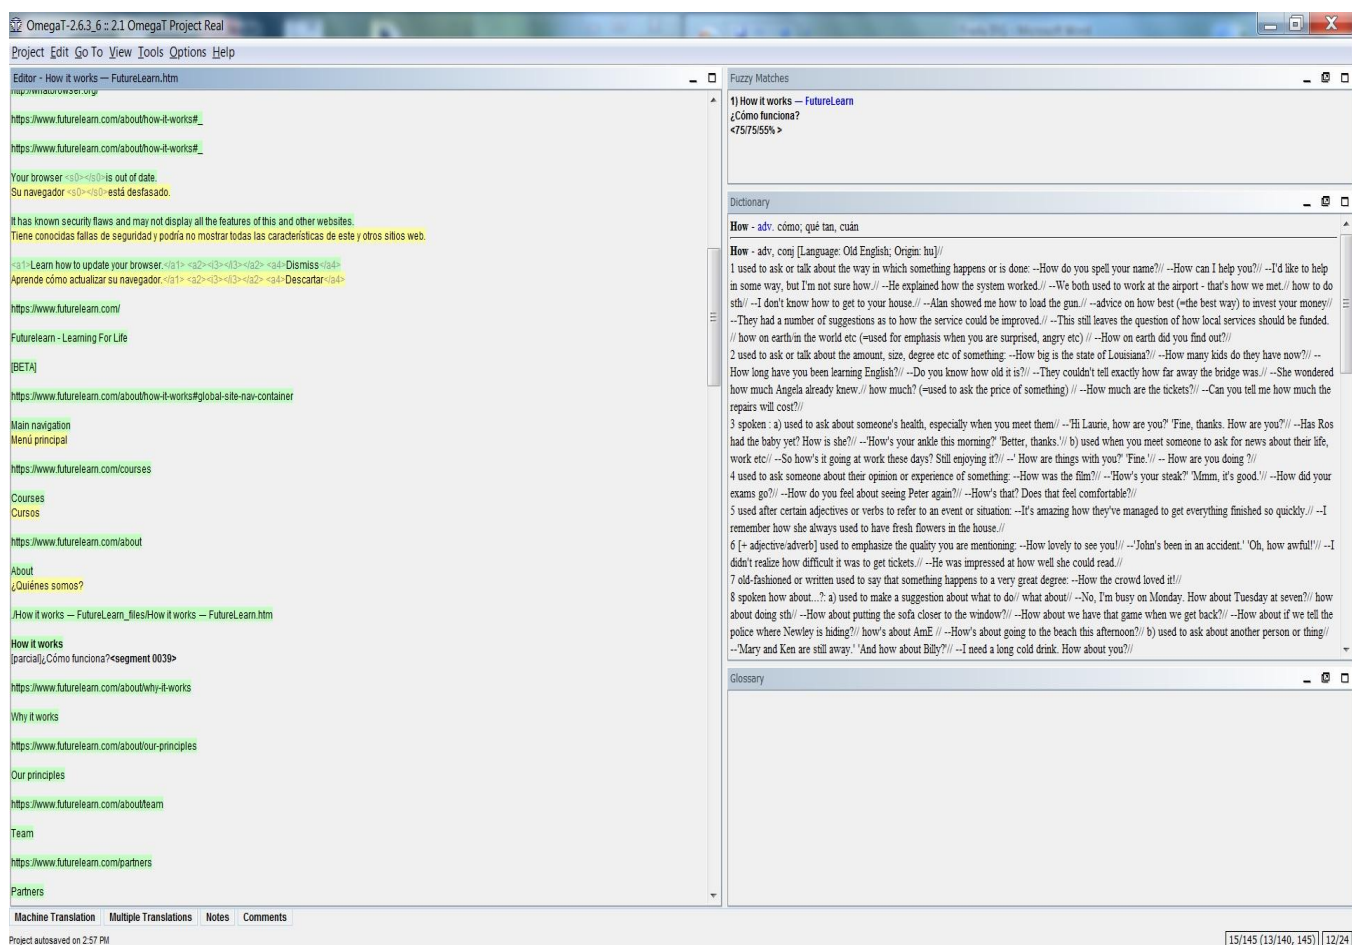 OmegaT-2.6.3_6 :: 2.1 OmegaT Project Real
Project Edit Go To View Tools Options Help
Editor - How it works — FutureLearn.htm
http://whatbrowser.org/
https://www.futurelearn.com/about/how-it-works#_
https://www.futurelearn.com/about/how-it-works#_
Your browser <s0></s0>is out of date.
Su navegador <s0></s0>está desfasado.
It has known security flaws and may not display all the features of this and other websites.
Tiene conocidas fallas de seguridad y podría no mostrar todas las características de este y otros sitios web.
<a1>Learn how to update your browser.</a1> <a2><i3></i3></a2> <a4>Dismiss</a4>
Aprende cómo actualizar su navegador.</a1> <a2><i3></i3></a2> <a4>Descartar</a4>
https://www.futurelearn.com/
Futurelearn - Learning For Life
[BETA]
https://www.futurelearn.com/about/how-it-works#global-site-nav-container
Main navigation
Menú principal
https://www.futurelearn.com/courses
Courses
Cursos
https://www.futurelearn.com/about
About
¿Quiénes somos?
./How it works — FutureLearn_files/How it works — FutureLearn.htm
How it works
[parcial]¿Cómo funciona?<segment 0039>
https://www.futurelearn.com/about/why-it-works
Why it works
https://www.futurelearn.com/about/our-principles
Our principles
https://www.futurelearn.com/about/team
Team
https://www.futurelearn.com/partners
Partners
Fuzzy Matches
1) How it works — FutureLearn
¿Cómo funciona?
<75/75/55% >
Dictionary
How - adv. cómo; qué tan, cuán
How - adv, conj [Language: Old English; Origin: hu]//
1 used to ask or talk about the way in which something happens or is done: --How do you spell your name?// --How can I help you?// --I'd like to help
in some way, but I'm not sure how.// --He explained how the system worked.// --We both used to work at the airport - that's how we met.// how to do
sth// --I don't know how to get to your house.// --Alan showed me how to load the gun.// --advice on how best (=the best way) to invest your money//
--They had a number of suggestions as to how the service could be improved.// --This still leaves the question of how local services should be funded.
// how on earth/in the world etc (=used for emphasis when you are surprised, angry etc) // --How on earth did you find out?//
2 used to ask or talk about the amount, size, degree etc of something: --How big is the state of Louisiana?// --How many kids do they have now?// --
How long have you been learning English?// --Do you know how old it is?// --They couldn't tell exactly how far away the bridge was.// --She wondered
how much Angela already knew.// how much? (=used to ask the price of something) // --How much are the tickets?// --Can you tell me how much the
repairs will cost?//
3 spoken : a) used to ask about someone's health, especially when you meet them// --'Hi Laurie, how are you?' 'Fine, thanks. How are you?'// --Has Ros
had the baby yet? How is she?// --'How's your ankle this morning?' 'Better, thanks.'// b) used when you meet someone to ask for news about their life,
work etc// --So how's it going at work these days? Still enjoying it?// --' How are things with you?' 'Fine.'// -- How are you doing ?//
4 used to ask someone about their opinion or experience of something: --How was the film?// --'How's your steak?' 'Mmm, it's good.'// --How did your
exams go?// --How do you feel about seeing Peter again?// --How's that? Does that feel comfortable?//
5 used after certain adjectives or verbs to refer to an event or situation: --It's amazing how they've managed to get everything finished so quickly.// --I
remember how she always used to have fresh flowers in the house.//
6 [+ adjective/adverb] used to emphasize the quality you are mentioning: --How lovely to see you!// --'John's been in an accident.' 'Oh, how awful!'// --I
didn't realize how difficult it was to get tickets.// --He was impressed at how well she could read.//
7 old-fashioned or written used to say that something happens to a very great degree: --How the crowd loved it!//
8 spoken how about...?: a) used to make a suggestion about what to do// what about// --No, I'm busy on Monday. How about Tuesday at seven?// how
about doing sth// --How about putting the sofa closer to the window?// --How about we have that game when we get back?// --How about if we tell the
police where Newley is hiding?// how's about AmE // --How's about going to the beach this afternoon?// b) used to ask about another person or thing//
--'Mary and Ken are still away.' 'And how about Billy?'// --I need a long cold drink. How about you?//
Glossary
Machine Translation Multiple Translations Notes Comments
Project autosaved on 2:57 PM
15/145 (13/140, 145) 12/24